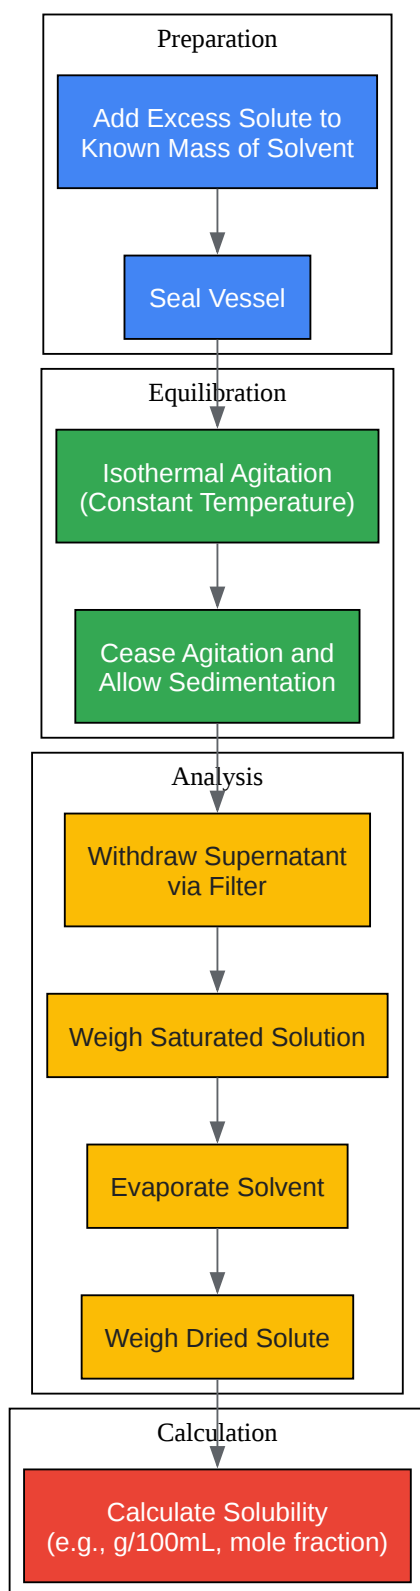 Preparation
Add Excess Solute to
Known Mass of Solvent
Seal Vessel
Equilibration
Isothermal Agitation
(Constant Temperature)
Cease Agitation and
Allow Sedimentation
Analysis
Withdraw Supernatant
via Filter
Weigh Saturated Solution
Evaporate Solvent
Weigh Dried Solute
Calculation
Calculate Solubility
(e.g., g/100mL, mole fraction)